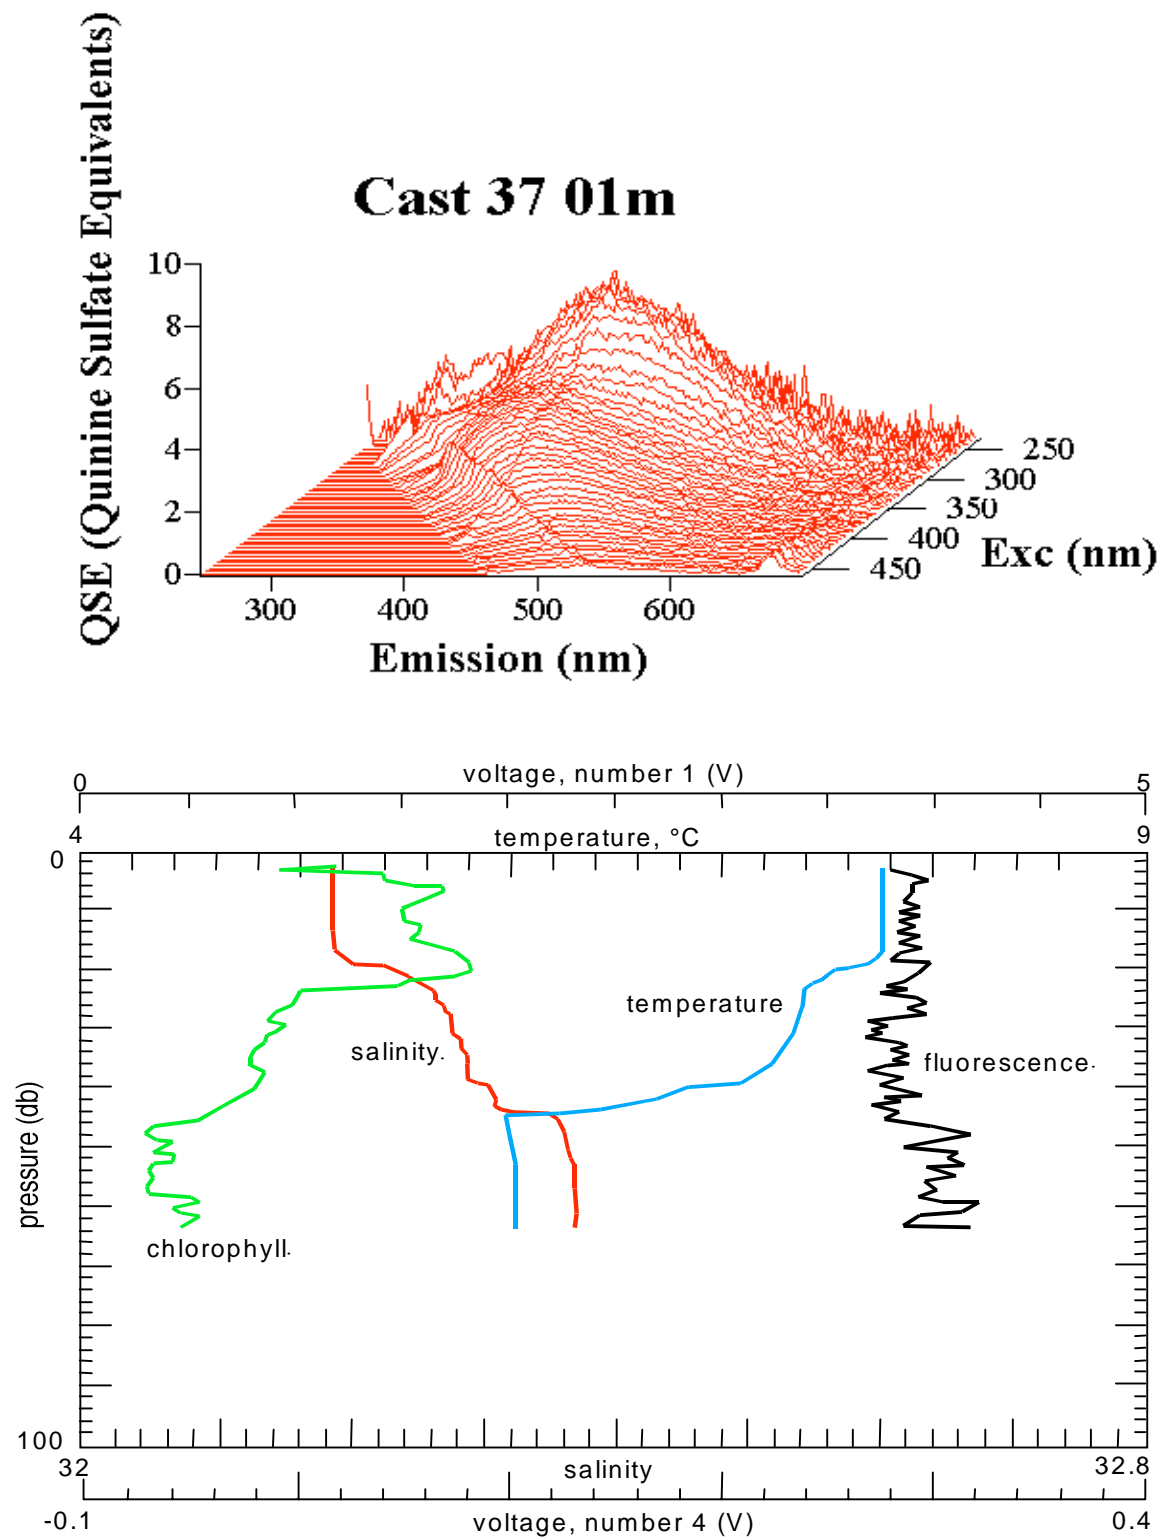 QSE (Quinine Sulfate Equivalents)
Cast 37 01m
10
8
6
4
2
0
250
300
350
400
450
Exc (nm)
300 400 500 600
Emission (nm)
voltage, number 1 (V)
0 5
temperature, °C
4 9
0
temperature
salinity.
fluorescence.
pressure (db)
chlorophyll.
100
32 salinity 32.8
-0.1 voltage, number 4 (V) 0.4